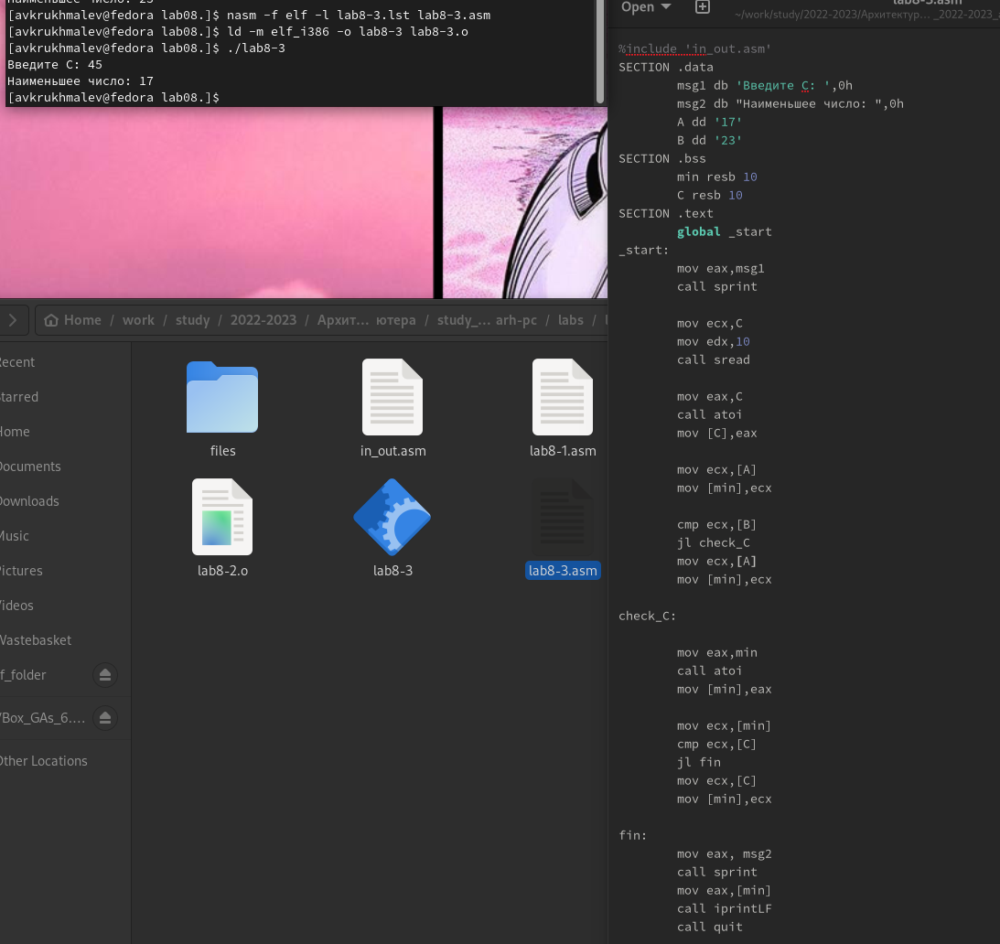 Наименьшее число: 23
[avkrukhmalev@fedora lab08.]$ nasm -f elf -l lab8-3.lst lab8-3.asm
[avkrukhmalev@fedora lab08.]$ ld -m elf_i386 -o lab8-3 lab8-3.o
[avkrukhmalev@fedora lab08.]$ ./lab8-3
Введите C: 45
Наименьшее число: 17
[avkrukhmalev@fedora lab08.]$
Home / work / study / 2022-2023 / Архит… ютера / study_… arh-pc / labs /
ecent
tarred
Home
Documents
Downloads
Music
Pictures
Videos
Wastebasket
f_folder
Box_GAs_6.…
Other Locations
files
in_out.asm
lab8-1.asm
lab8-2.o
lab8-3
lab8-3.asm
Open
lab8-3.asm
~/work/study/2022-2023/Архитектур… _2022-2023_
%include 'in_out.asm'
SECTION .data
msg1 db 'Введите C: ',0h
msg2 db "Наименьшее число: ",0h
A dd '17'
B dd '23'
SECTION .bss
min resb 10
C resb 10
SECTION .text
global _start
_start:
mov eax,msg1
call sprint
mov ecx,C
mov edx,10
call sread
mov eax,C
call atoi
mov [C],eax
mov ecx,[A]
mov [min],ecx
cmp ecx,[B]
jl check_C
mov ecx,[A]
mov [min],ecx
check_C:
mov eax,min
call atoi
mov [min],eax
mov ecx,[min]
cmp ecx,[C]
jl fin
mov ecx,[C]
mov [min],ecx
fin:
mov eax, msg2
call sprint
mov eax,[min]
call iprintLF
call quit